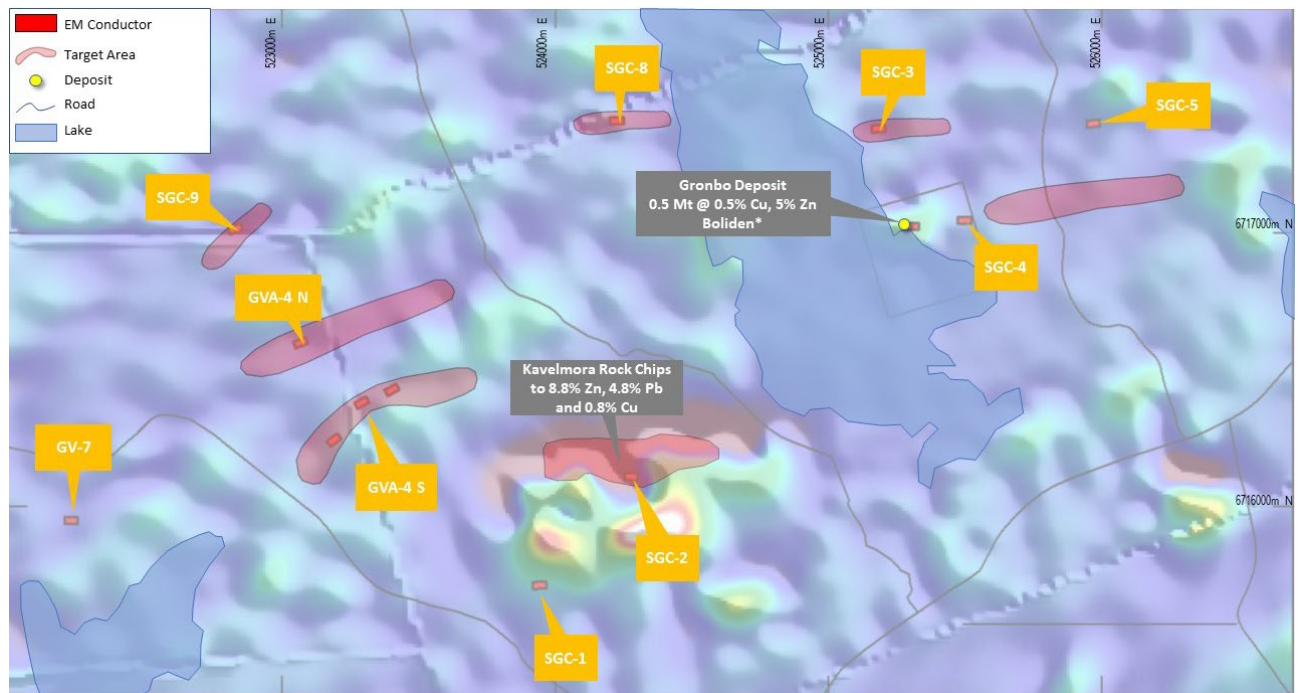 EM Conductor
Target Area
Deposit
Road
Lake
523000m E
524000m E
525000m E
526000m E
SGC-8
SGC-3
SGC-5
SGC-9
Gronbo Deposit
0.5 Mt @ 0.5% Cu, 5% Zn
Boliden*
6717000m N
SGC-4
GVA-4 N
Kavelmora Rock Chips
to 8.8% Zn, 4.8% Pb
and 0.8% Cu
GV-7
GVA-4 S
6716000m N
SGC-2
SGC-1